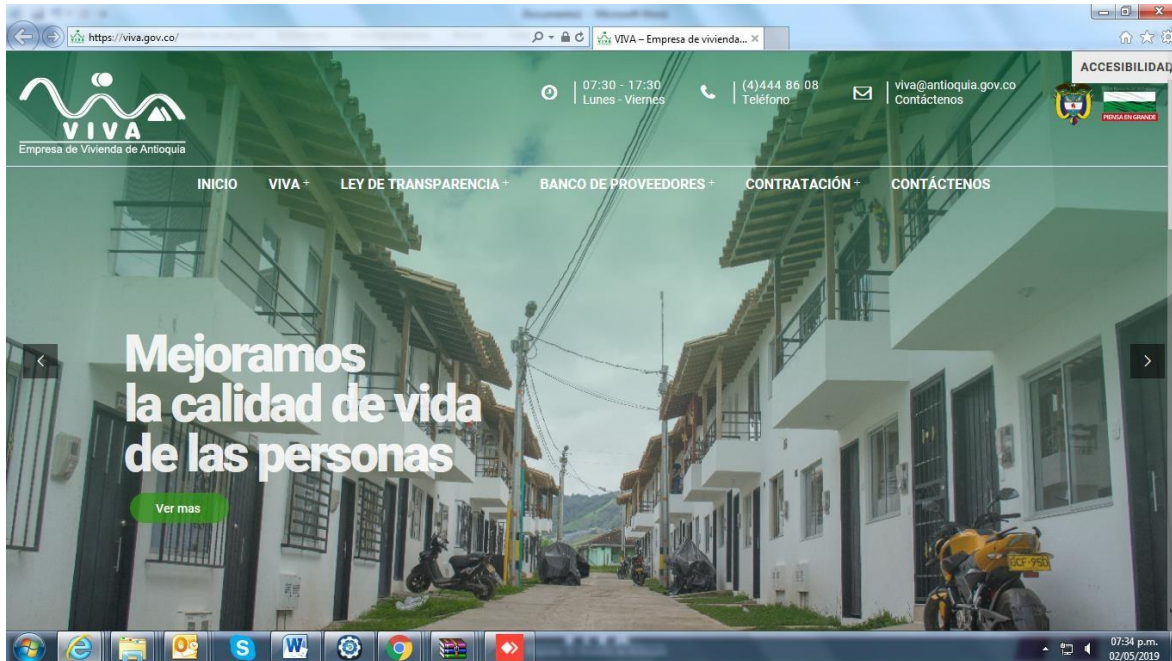 https://viva.gov.co/
VIVA – Empresa de vivienda...
ACCESIBILIDAD
VIVA
Empresa de Vivienda de Antioquia
07:30 - 17:30
Lunes - Viernes
(4)444 86 08
Teléfono
viva@antioquia.gov.co
Contáctenos
PIENSA EN GRANDE
INICIO VIVA + LEY DE TRANSPARENCIA + BANCO DE PROVEEDORES + CONTRATACIÓN + CONTÁCTENOS
Mejoramos
la calidad de vida
de las personas
Ver mas
07:34 p.m.
02/05/2019